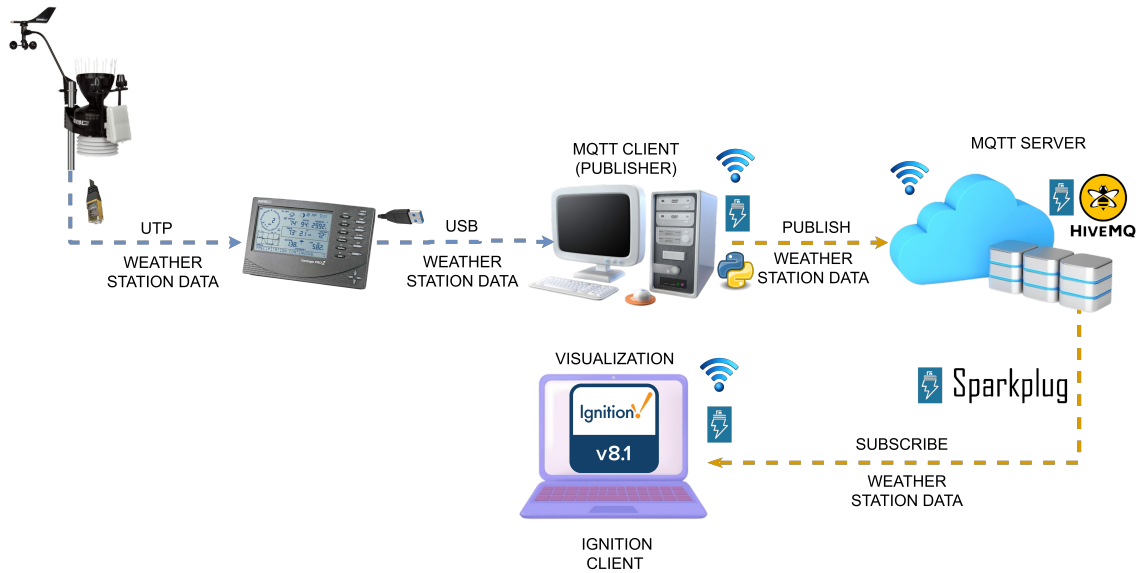 MQTT CLIENT
(PUBLISHER)
MQTT SERVER
HIVEMQ
UTP
WEATHER
STATION DATA
USB
WEATHER
STATION DATA
PUBLISH
WEATHER
STATION DATA
VISUALIZATION
Ignition!
v8.1
Sparkplug
SUBSCRIBE
WEATHER
STATION DATA
IGNITION
CLIENT